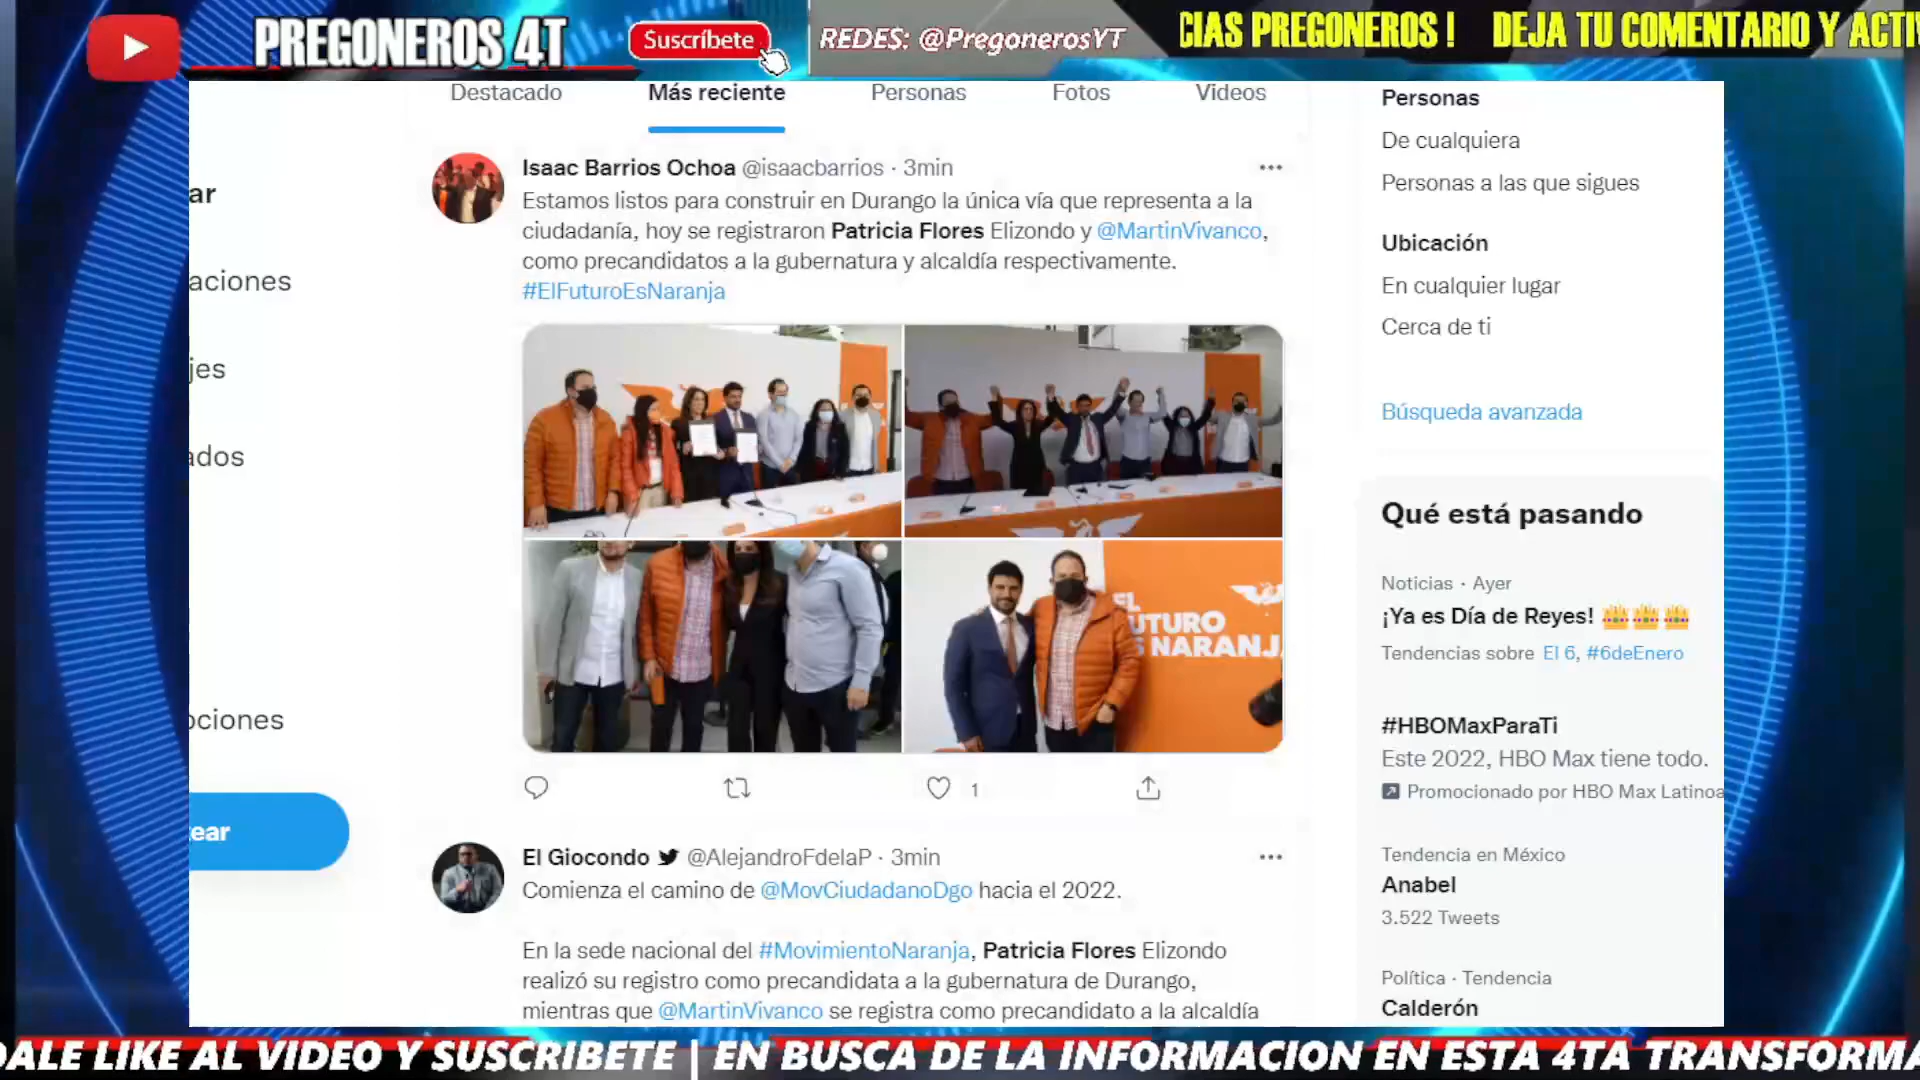 PREGONEROS 4T
Suscríbete
REDES: @PregonerosYT
CIAS PREGONEROS ! DEJA TU COMENTARIO Y ACTIV
Destacado
Más reciente
Personas
Fotos
Videos
ar
aciones
jes
ados
ociones
ear
Isaac Barrios Ochoa @isaacbarrios · 3min
Estamos listos para construir en Durango la única vía que representa a la
ciudadanía, hoy se registraron Patricia Flores Elizondo y @MartinVivanco,
como precandidatos a la gubernatura y alcaldía respectivamente.
#ElFuturoEsNaranja
EL
FUTURO
ES NARANJA
1
El Giocondo @AlejandroFdelaP · 3min
Comienza el camino de @MovCiudadanoDgo hacia el 2022.
En la sede nacional del #MovimientoNaranja, Patricia Flores Elizondo
realizó su registro como precandidata a la gubernatura de Durango,
mientras que @MartinVivanco se registra como precandidato a la alcaldía
Personas
De cualquiera
Personas a las que sigues
Ubicación
En cualquier lugar
Cerca de ti
Búsqueda avanzada
Qué está pasando
Noticias · Ayer
¡Ya es Día de Reyes!
Tendencias sobre El 6, #6deEnero
#HBOMaxParaTi
Este 2022, HBO Max tiene todo.
Promocionado por HBO Max Latinoa
Tendencia en México
Anabel
3.522 Tweets
Política · Tendencia
Calderón
DALE LIKE AL VIDEO Y SUSCRIBETE | EN BUSCA DE LA INFORMACION EN ESTA 4TA TRANSFORMA